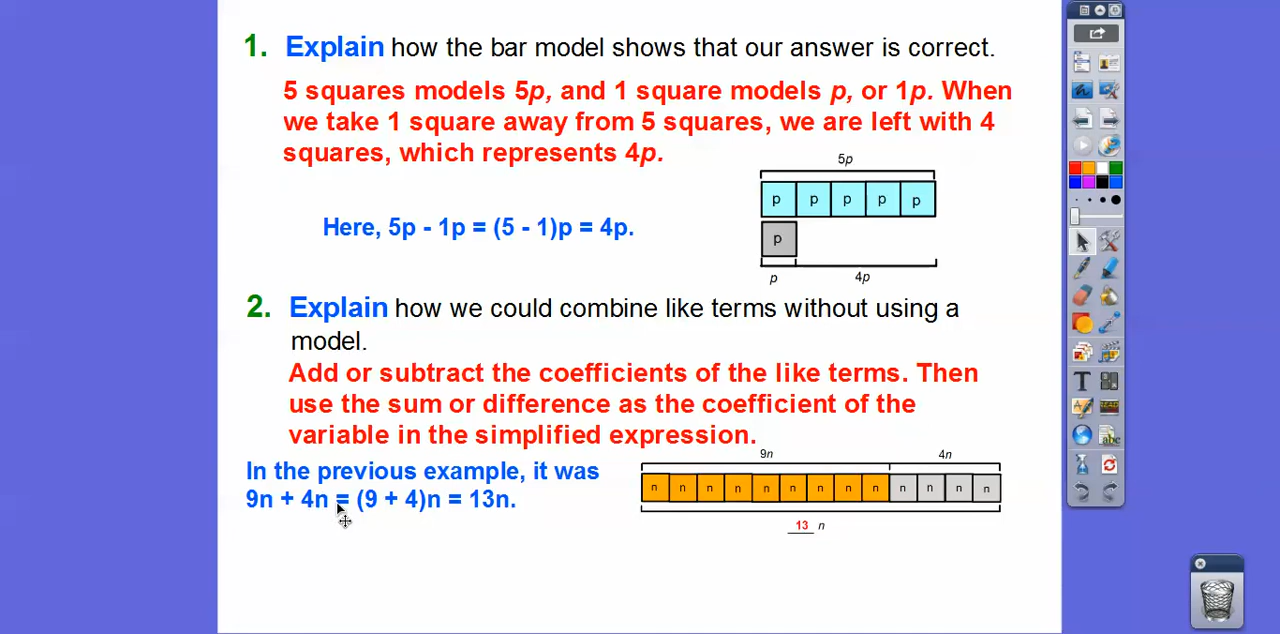 1. Explain how the bar model shows that our answer is correct.
5 squares models 5p, and 1 square models p, or 1p. When
we take 1 square away from 5 squares, we are left with 4
squares, which represents 4p.
5p
p p p p p
Here, 5p - 1p = (5 - 1)p = 4p.
p
p 4p
2. Explain how we could combine like terms without using a
model.
Add or subtract the coefficients of the like terms. Then
use the sum or difference as the coefficient of the
variable in the simplified expression.
9n 4n
In the previous example, it was
9n + 4n = (9 + 4)n = 13n.
n n n n n n n n n n n n n
13 n
T
abc